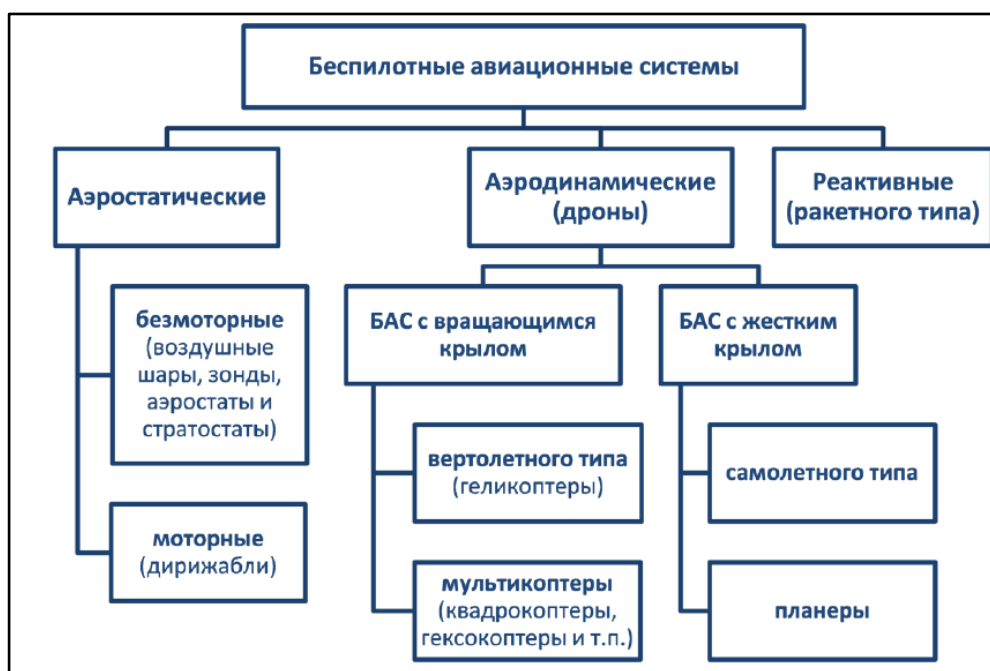 Беспилотные авиационные системы
Аэростатические
Аэродинамические
(дроны)
Реактивные
(ракетного типа)
безмоторные
(воздушные
шары, зонды,
аэростаты и
стратостаты)
моторные
(дирижабли)
БАС с вращающимся
крылом
вертолетного типа
(геликоптеры)
мультикоптеры
(квадрокоптеры,
гексокоптеры и т.п.)
БАС с жестким
крылом
самолетного типа
планеры